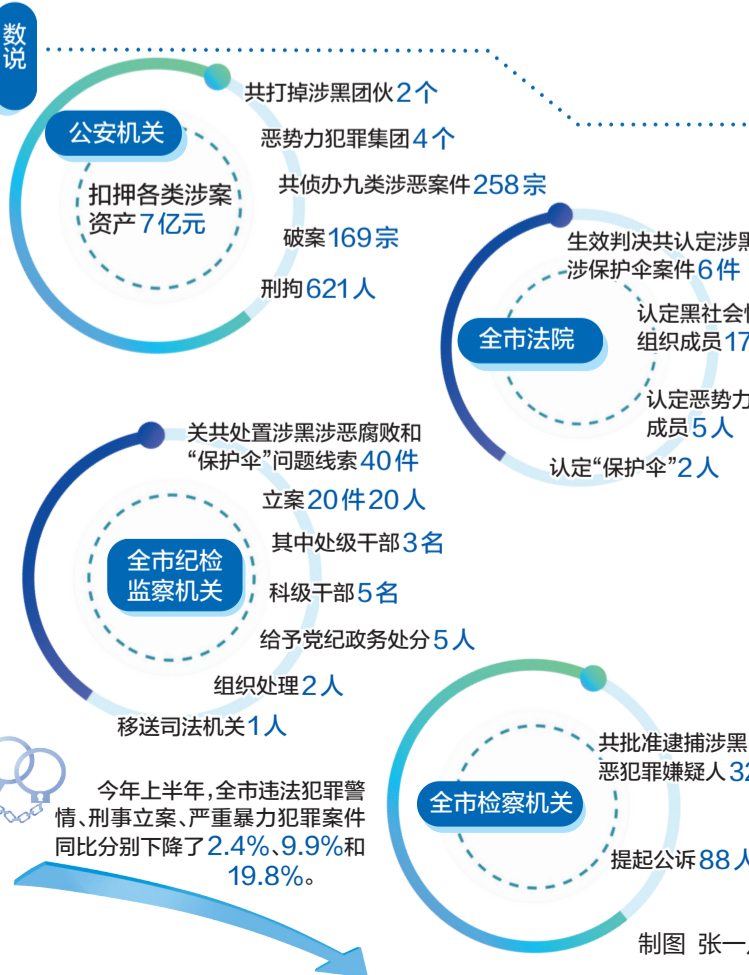 数说
公安机关
扣押各类涉案
资产7亿元
共打掉涉黑团伙2个
恶势力犯罪集团4个
共侦办九类涉恶案件258宗
破案169宗
刑拘621人
全市法院
生效判决共认定涉黑
涉保护伞案件6件
认定黑社会
组织成员17
认定恶势力
成员5人
认定“保护伞”2人
全市纪检
监察机关
关共处置涉黑涉恶腐败和
“保护伞”问题线索40件
立案20件20人
其中处级干部3名
科级干部5名
给予党纪政务处分5人
组织处理2人
移送司法机关1人
全市检察机关
共批准逮捕涉黑
恶犯罪嫌疑人32
提起公诉88人
今年上半年,全市违法犯罪警
情、刑事立案、严重暴力犯罪案件
同比分别下降了2.4%、9.9%和
19.8%。
制图 张一